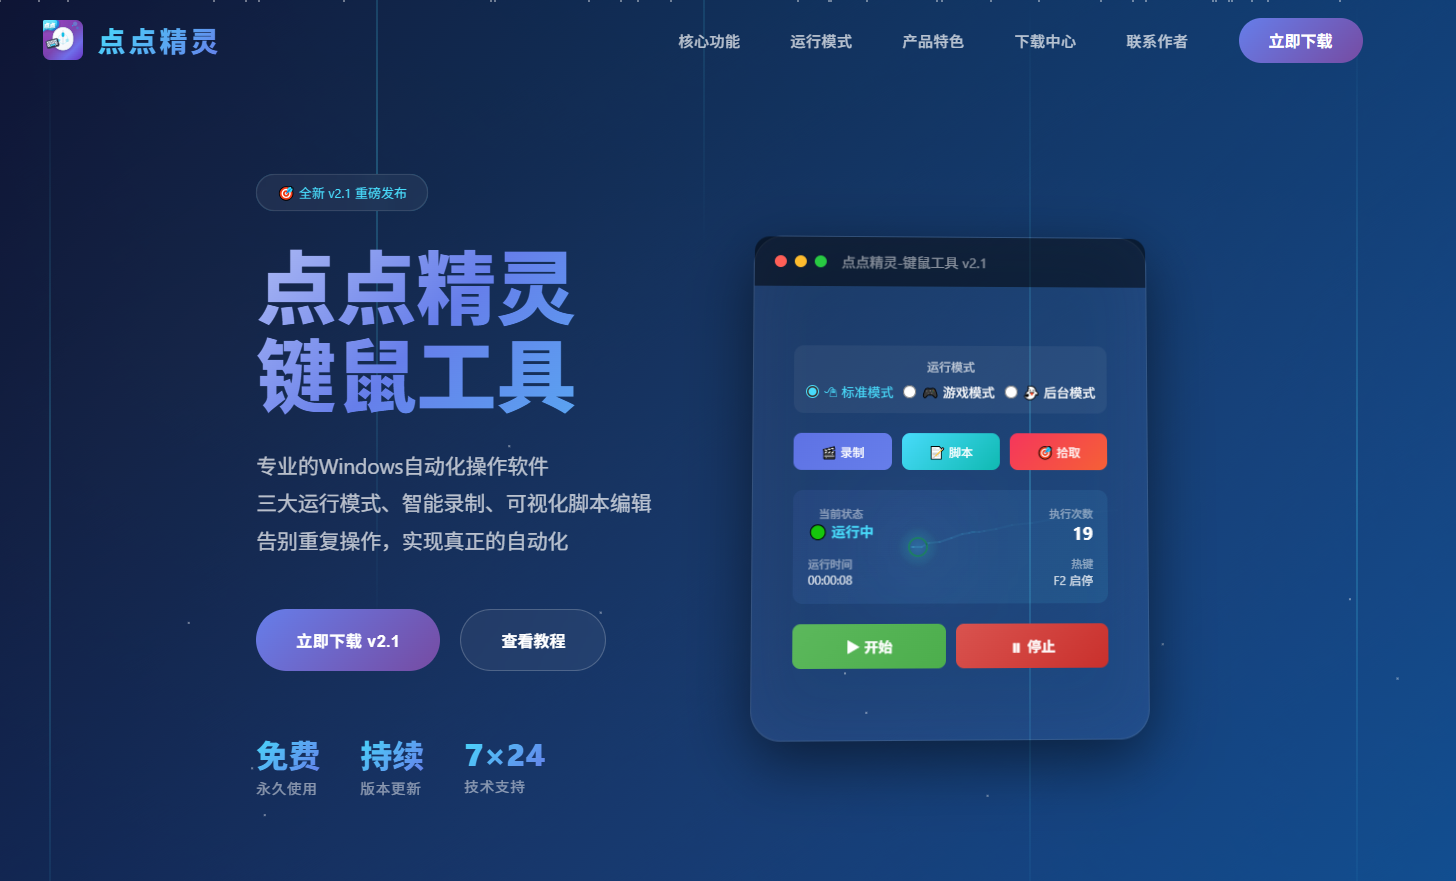 点点精灵
核心功能
运行模式
产品特色
下载中心
联系作者
立即下载
🎯 全新 v2.1 重磅发布
点点精灵
键鼠工具
专业的Windows自动化操作软件
三大运行模式、智能录制、可视化脚本编辑
告别重复操作，实现真正的自动化
立即下载 v2.1
查看教程
免费
永久使用
持续
版本更新
7×24
技术支持
点点精灵-键鼠工具 v2.1
运行模式
标准模式
🎮 游戏模式
后台模式
🎬 录制
📝 脚本
🎯 拾取
当前状态
🟢 运行中
执行次数
19
运行时间
00:00:08
热键
F2 启停
▶ 开始
⏸ 停止